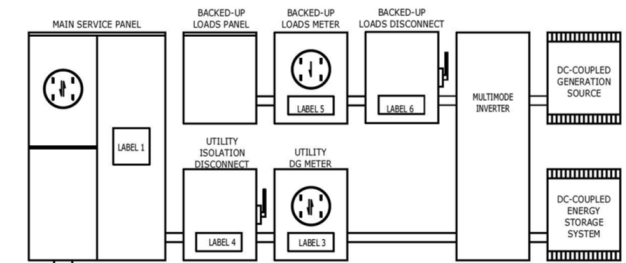 MAIN SERVICE PANEL
BACKED-UP
LOADS PANEL
BACKED-UP
LOADS METER
BACKED-UP
LOADS DISCONNECT
LABEL 1
LABEL 5
LABEL 6
MULTIMODE
INVERTER
DC-COUPLED
GENERATION
SOURCE
UTILITY
ISOLATION
DISCONNECT
UTILITY
DG METER
LABEL 4
LABEL 3
DC-COUPLED
ENERGY
STORAGE
SYSTEM